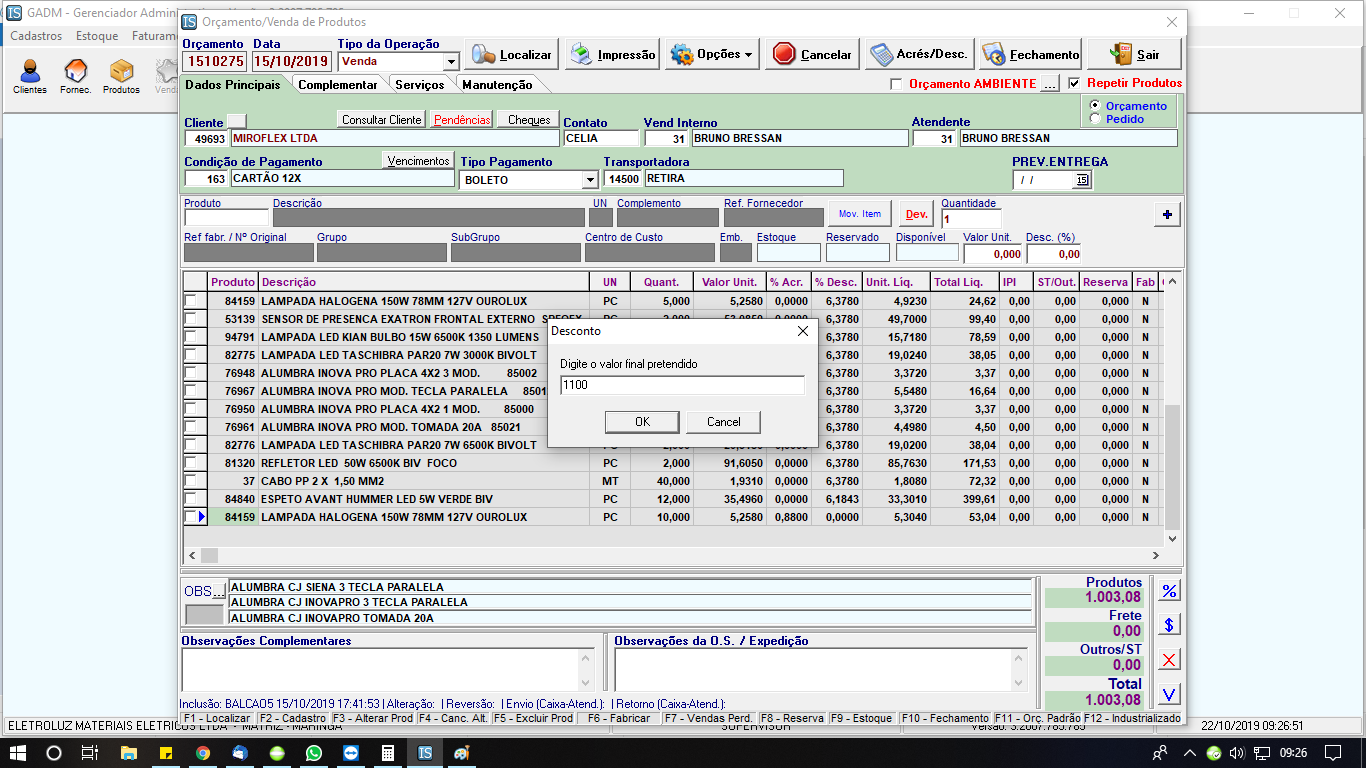 GADM - Gerenciador Admini
Cadastros Estoque Faturam
Clientes Fornec. Produtos Venda
Orçamento/Venda de Produtos
Orçamento Data Tipo da Operação
1510275 15/10/2019 Venda
Localizar Impressão Opções Cancelar Acrés/Desc. Fechamento Sair
Dados Principais Complementar Serviços Manutenção Orçamento AMBIENTE ... Repetir Produtos
Orçamento
Pedido
Cliente Consultar Cliente Pendências Cheques Contato Vend Interno Atendente
49693 MIROFLEX LTDA CELIA 31 BRUNO BRESSAN 31 BRUNO BRESSAN
Condição de Pagamento Vencimentos Tipo Pagamento Transportadora PREV.ENTREGA
163 CARTÃO 12X BOLETO 14500 RETIRA / / 15
Produto Descrição UN Complemento Ref. Fornecedor Mov. Item Dev. Quantidade
1 +
Ref fabr. / Nº Original Grupo SubGrupo Centro de Custo Emb. Estoque Reservado Disponível Valor Unit. Desc. (%)
0,000 0,00
Produto Descrição UN Quant. Valor Unit. % Acr. % Desc. Unit. Líq. Total Liq. IPI ST/Out. Reserva Fab
84159 LAMPADA HALOGENA 150W 78MM 127V OUROLUX PC 5,000 5,2580 0,0000 6,3780 4,9230 24,62 0,00 0,00 0,000 N
53139 SENSOR DE PRESENCA EXATRON FRONTAL EXTERNO 6,3780 49,7000 99,40 0,00 0,00 0,000 N
94791 LAMPADA LED KIAN BULBO 15W 6500K 1350 LUMENS 6,3780 15,7180 78,59 0,00 0,00 0,000 N
82775 LAMPADA LED TASCHIBRA PAR20 7W 3000K BIVOLT 6,3780 19,0240 38,05 0,00 0,00 0,000 N
76948 ALUMBRA INOVA PRO PLACA 4X2 3 MOD. 85002 6,3780 3,3720 3,37 0,00 0,00 0,000 N
76967 ALUMBRA INOVA PRO MOD. TECLA PARALELA 8501 6,3780 5,5480 16,64 0,00 0,00 0,000 N
76950 ALUMBRA INOVA PRO PLACA 4X2 1 MOD. 85000 6,3780 3,3720 3,37 0,00 0,00 0,000 N
76961 ALUMBRA INOVA PRO MOD. TOMADA 20A 85021 6,3780 4,4980 4,50 0,00 0,00 0,000 N
82776 LAMPADA LED TASCHIBRA PAR20 7W 6500K BIVOLT 6,3780 19,0200 38,04 0,00 0,00 0,000 N
81320 REFLETOR LED 50W 6500K BIV FOCO PC 2,000 91,6050 0,0000 6,3780 85,7630 171,53 0,00 0,00 0,000 N
37 CABO PP 2 X 1,50 MM2 MT 40,000 1,9310 0,0000 6,3780 1,8080 72,32 0,00 0,00 0,000 N
84840 ESPETO AVANT HUMMER LED 5W VERDE BIV PC 12,000 35,4960 0,0000 6,1843 33,3010 399,61 0,00 0,00 0,000 N
84159 LAMPADA HALOGENA 150W 78MM 127V OUROLUX PC 10,000 5,2580 0,8800 0,0000 5,3040 53,04 0,00 0,00 0,000 N
Desconto
Digite o valor final pretendido
1100
OK Cancel
OBS...
ALUMBRA CJ SIENA 3 TECLA PARALELA
ALUMBRA CJ INOVAPRO 3 TECLA PARALELA
ALUMBRA CJ INOVAPRO TOMADA 20A
Produtos
1.003,08 %
Frete
0,00 $
Outros/ST
0,00 X
Total
1.003,08 V
Observações Complementares Observações da O.S. / Expedição
Inclusão: BALCAO5 15/10/2019 17:41:53 | Alteração: | Reversão: | Envio (Caixa-Atend.): | Retorno (Caixa-Atend.):
F1 - Localizar F2 - Cadastro F3 - Alterar Prod F4 - Canc. Alt. F5 - Excluir Prod F6 - Fabricar F7 - Vendas Perd. F8 - Reserva F9 - Estoque F10 - Fechamento F11 - Orç. Padrão F12 - Industrializado
ELETROLUZ MATERIAIS ELETRICOS LTDA - MATRIZ - MARINGA SUPERVISOR Versão: 3.2007.785.785 22/10/2019 09:26:51
IS 09:26